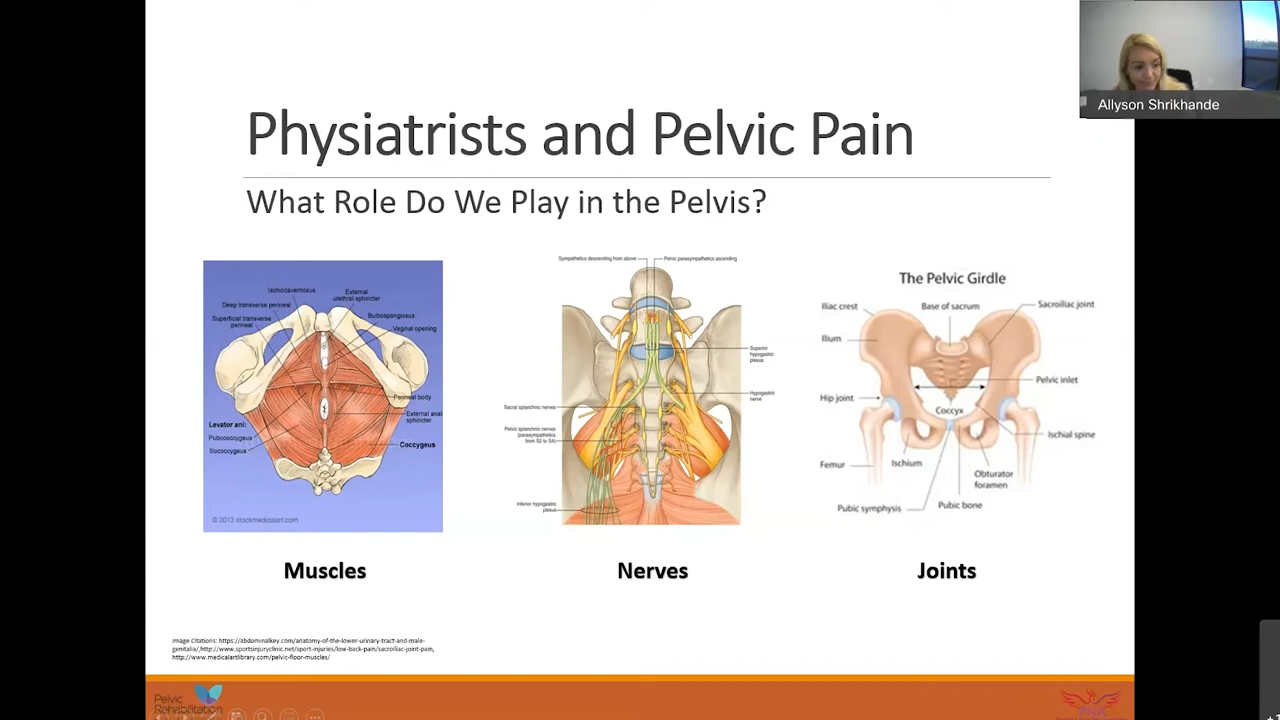 Allyson Shrikhande
Physiatrists and Pelvic Pain
What Role Do We Play in the Pelvis?
Ischiocavernosus
External
urethral sphincter
Deep transverse perineal
Superficial transverse
perineal
Bulbospongiosus
Vaginal opening
Perineal body
External anal
sphincter
Levator ani:
Pubococcygeus
Iliococcygeus
Coccygeus
© 2013 stockmedicalart.com
Sympathetics descending from above
Pelvic parasympathetics ascending
Superior
hypogastric
plexus
Hypogastric
nerve
Sacral splanchnic nerves
Pelvic splanchnic nerves
(parasympathetics
from S2 to S4)
Inferior hypogastric
plexus
The Pelvic Girdle
Iliac crest
Base of sacrum
Sacroiliac joint
Ilium
Pelvic inlet
Hip joint
Coccyx
Ischial spine
Femur
Ischium
Obturator
foramen
Pubic symphysis
Pubic bone
Muscles
Nerves
Joints
Image Citations: https://abdominalkey.com/anatomy-of-the-lower-urinary-tract-and-male-
genitalia/,http://www.sportsinjuryclinic.net/sport-injuries/low-back-pain/sacroiliac-joint-pain,
http://www.medicalartlibrary.com/pelvic-floor-muscles/
Pelvic
Rehabilitation
PNA